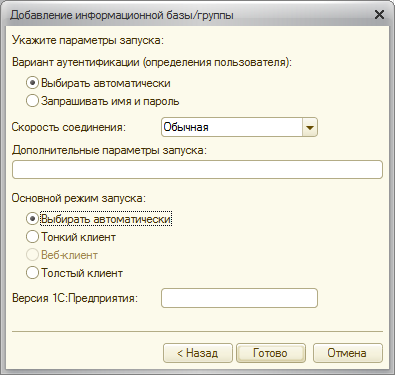 Добавление информационной базы/группы
Укажите параметры запуска:
Вариант аутентификации (определения пользователя):
Выбирать автоматически
Запрашивать имя и пароль
Скорость соединения: Обычная
Дополнительные параметры запуска:
Основной режим запуска:
Выбирать автоматически
Тонкий клиент
Веб-клиент
Толстый клиент
Версия 1С:Предприятия:
< Назад Готово Отмена